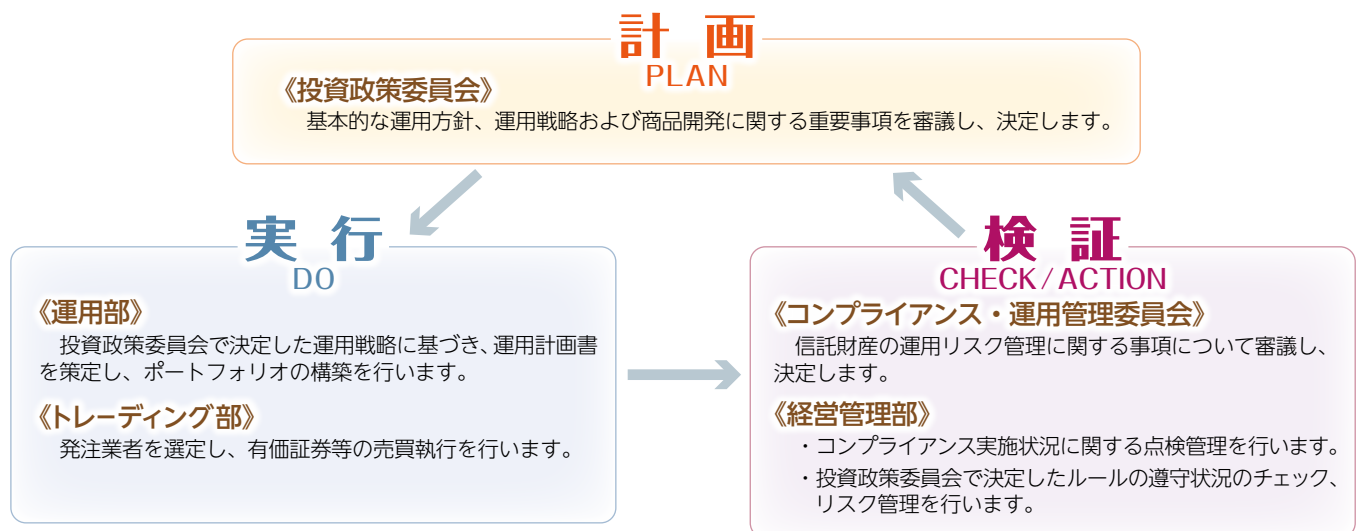 計 画
PLAN
《投資政策委員会》
基本的な運用方針、運用戦略および商品開発に関する重要事項を審議し、決定します。
実 行
DO
《運用部》
投資政策委員会で決定した運用戦略に基づき、運用計画書
を策定し、ポートフォリオの構築を行います。
《トレーディング部》
発注業者を選定し、有価証券等の売買執行を行います。
検 証
CHECK/ACTION
《コンプライアンス・運用管理委員会》
信託財産の運用リスク管理に関する事項について審議し、
決定します。
《経営管理部》
・コンプライアンス実施状況に関する点検管理を行います。
・投資政策委員会で決定したルールの遵守状況のチェック、
リスク管理を行います。